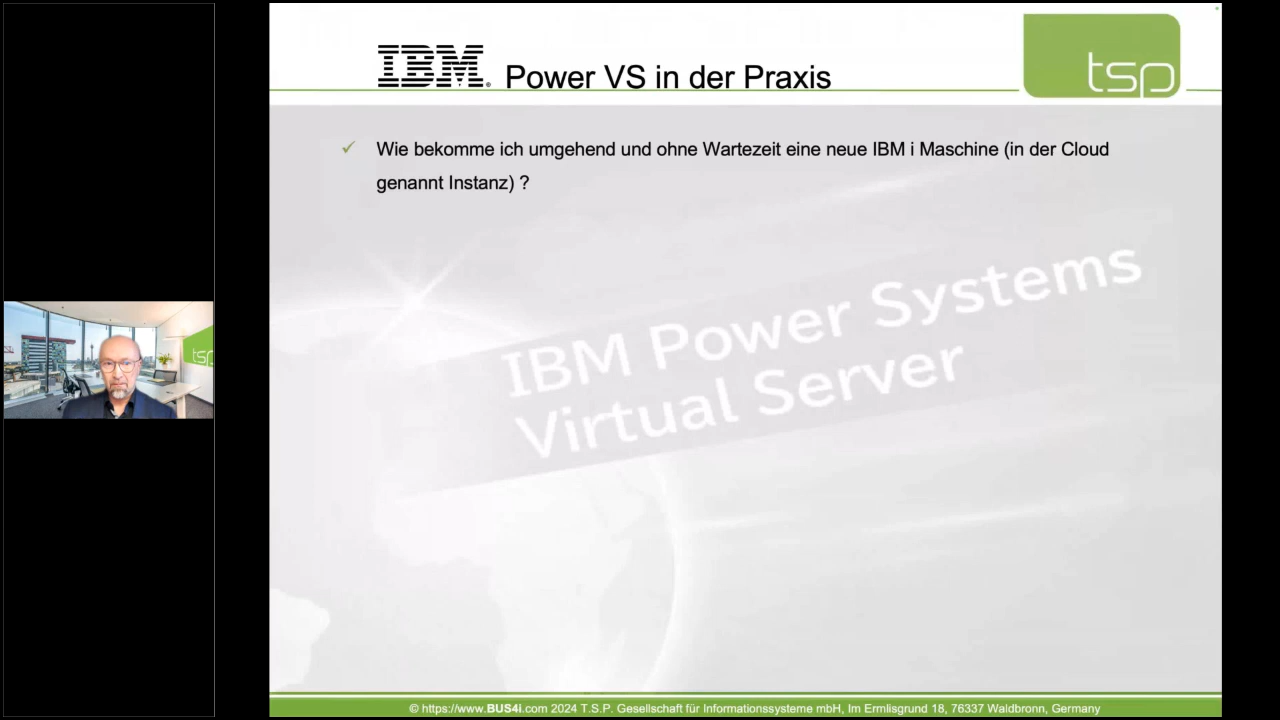 IBM® Power VS in der Praxis
tsp
Wie bekomme ich umgehend und ohne Wartezeit eine neue IBM i Maschine (in der Cloud
genannt Instanz) ?
IBM Power Systems
Virtual Server
tsp
© https://www.BUS4i.com 2024 T.S.P. Gesellschaft für Informationssysteme mbH, Im Ermlisgrund 18, 76337 Waldbronn, Germany